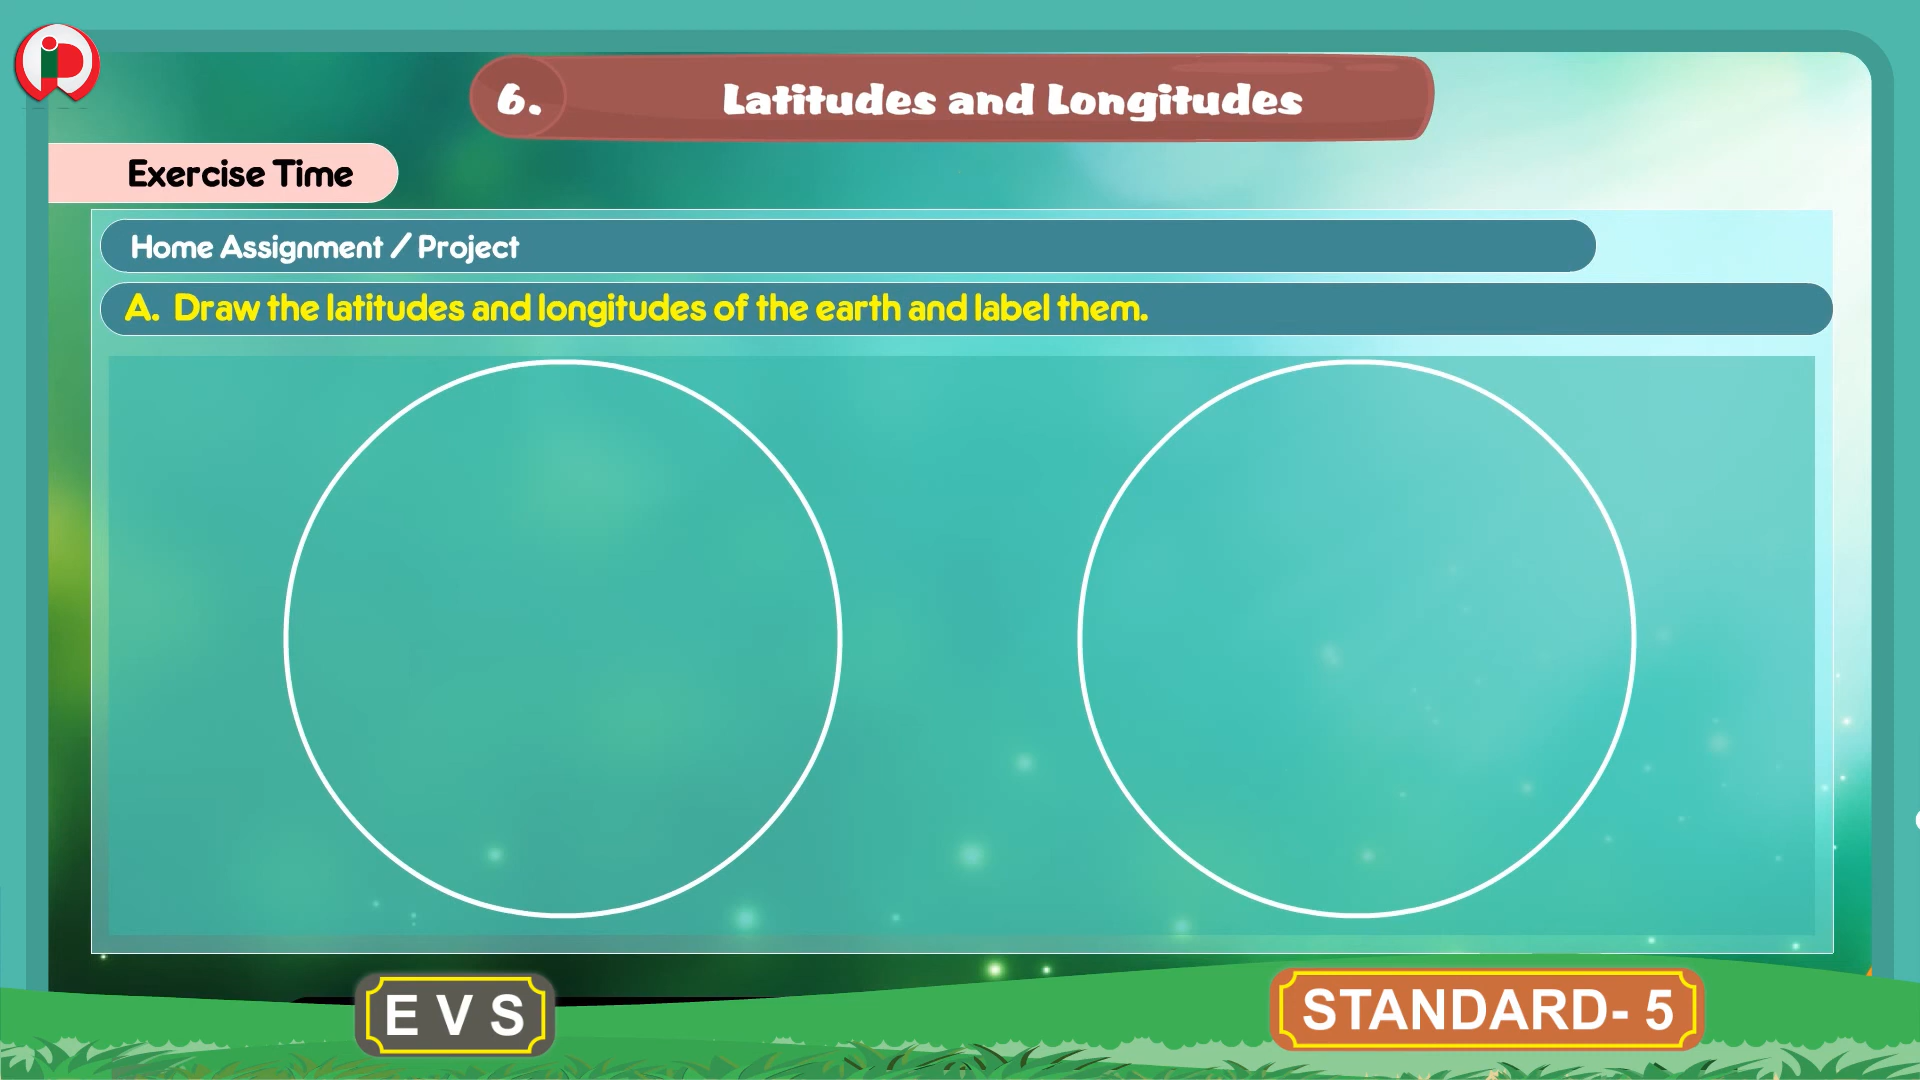 6. Latitudes and Longitudes
Exercise Time
Home Assignment / Project
A. Draw the latitudes and longitudes of the earth and label them.
E V S
STANDARD- 5